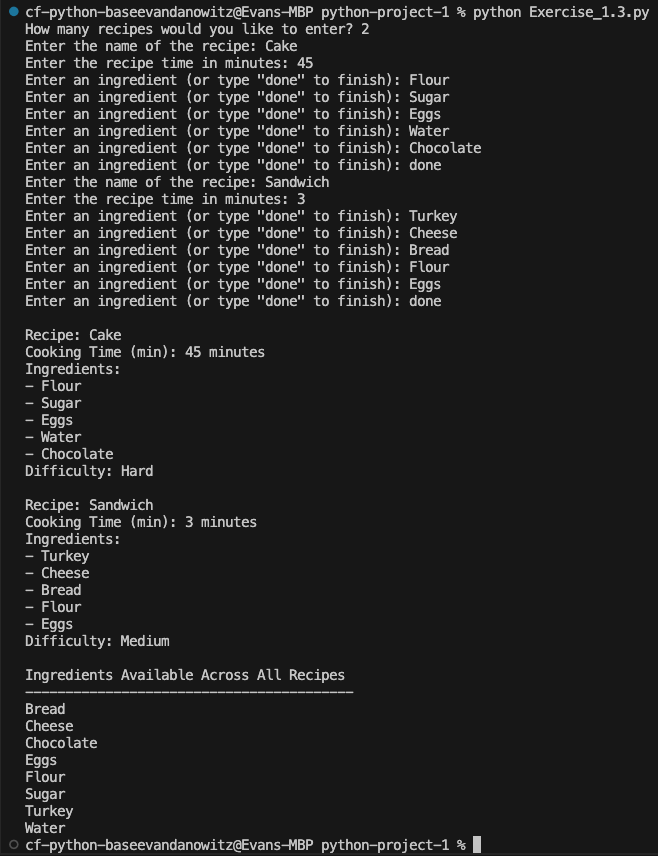 cf-python-baseevandanowitz@Evans-MBP python-project-1 % python Exercise_1.3.py
How many recipes would you like to enter? 2
Enter the name of the recipe: Cake
Enter the recipe time in minutes: 45
Enter an ingredient (or type "done" to finish): Flour
Enter an ingredient (or type "done" to finish): Sugar
Enter an ingredient (or type "done" to finish): Eggs
Enter an ingredient (or type "done" to finish): Water
Enter an ingredient (or type "done" to finish): Chocolate
Enter an ingredient (or type "done" to finish): done
Enter the name of the recipe: Sandwich
Enter the recipe time in minutes: 3
Enter an ingredient (or type "done" to finish): Turkey
Enter an ingredient (or type "done" to finish): Cheese
Enter an ingredient (or type "done" to finish): Bread
Enter an ingredient (or type "done" to finish): Flour
Enter an ingredient (or type "done" to finish): Eggs
Enter an ingredient (or type "done" to finish): done

Recipe: Cake
Cooking Time (min): 45 minutes
Ingredients:
- Flour
- Sugar
- Eggs
- Water
- Chocolate
Difficulty: Hard

Recipe: Sandwich
Cooking Time (min): 3 minutes
Ingredients:
- Turkey
- Cheese
- Bread
- Flour
- Eggs
Difficulty: Medium

Ingredients Available Across All Recipes
-----------------------------------------
Bread
Cheese
Chocolate
Eggs
Flour
Sugar
Turkey
Water
cf-python-baseevandanowitz@Evans-MBP python-project-1 %